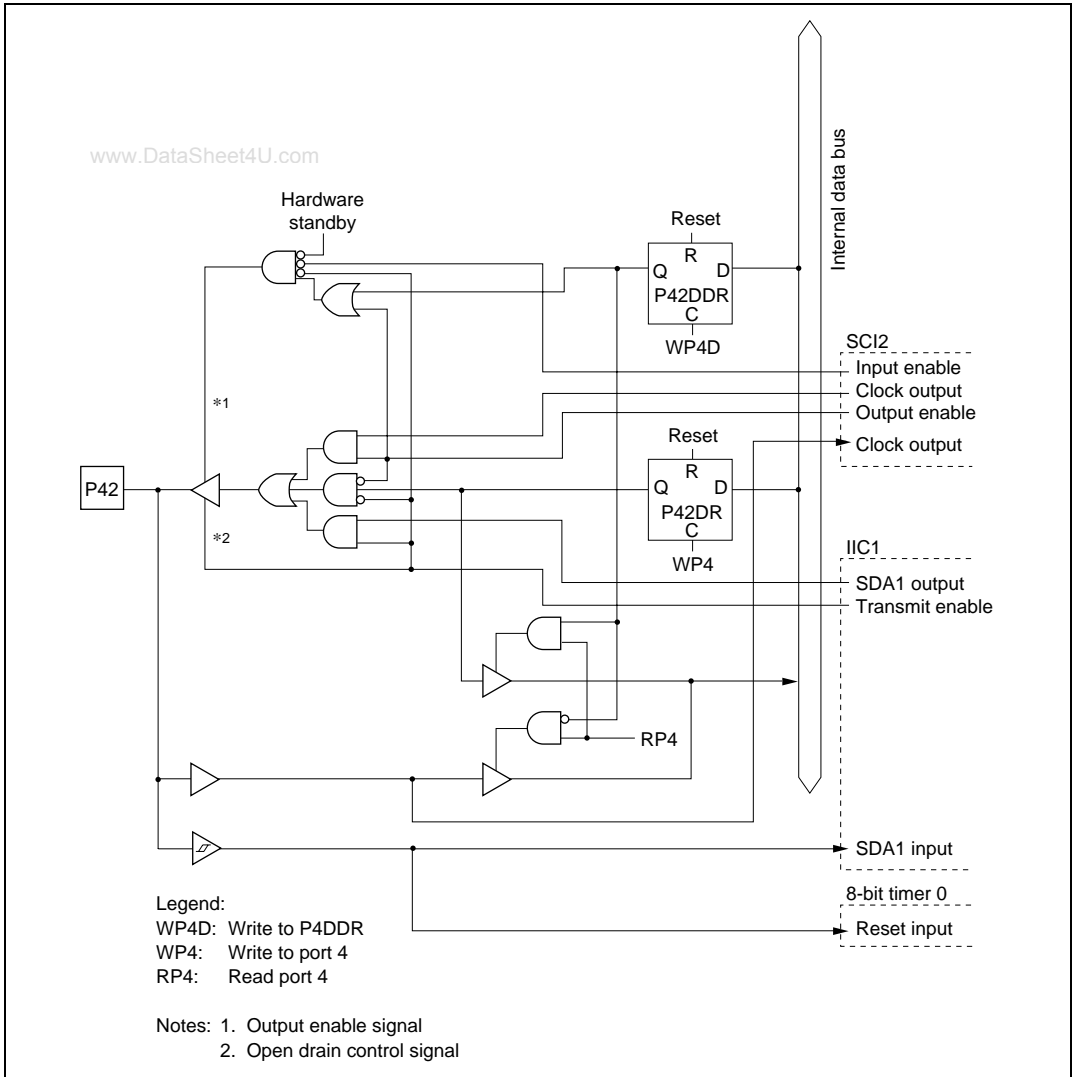 www.DataSheet4U.com
Hardware
standby
Reset
R
Q
D
P42DDR
C
WP4D
Internal data bus
SCI2
Input enable
Clock output
Output enable
Clock output
*1
Reset
R
Q
D
P42DR
C
WP4
P42
*2
IIC1
SDA1 output
Transmit enable
RP4
SDA1 input
8-bit timer 0
Reset input
Legend:
WP4D: Write to P4DDR
WP4: Write to port 4
RP4: Read port 4
Notes: 1. Output enable signal
2. Open drain control signal